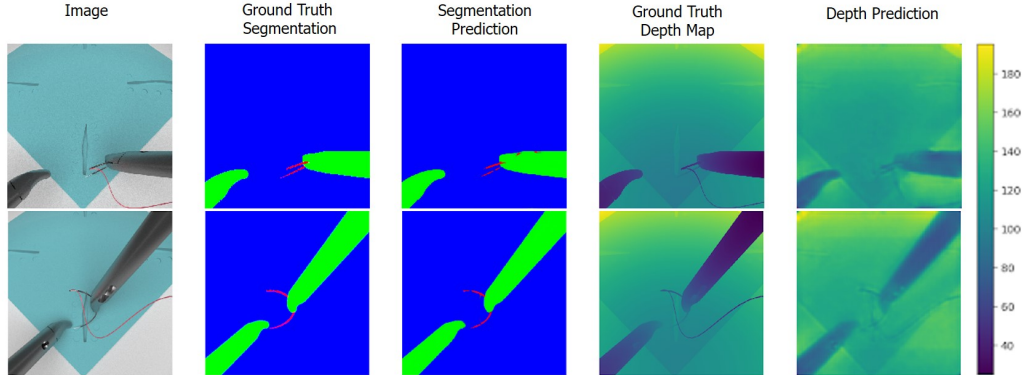 Image
Ground Truth
Segmentation
Segmentation
Prediction
Ground Truth
Depth Map
Depth Prediction
180
160
140
120
100
80
60
40